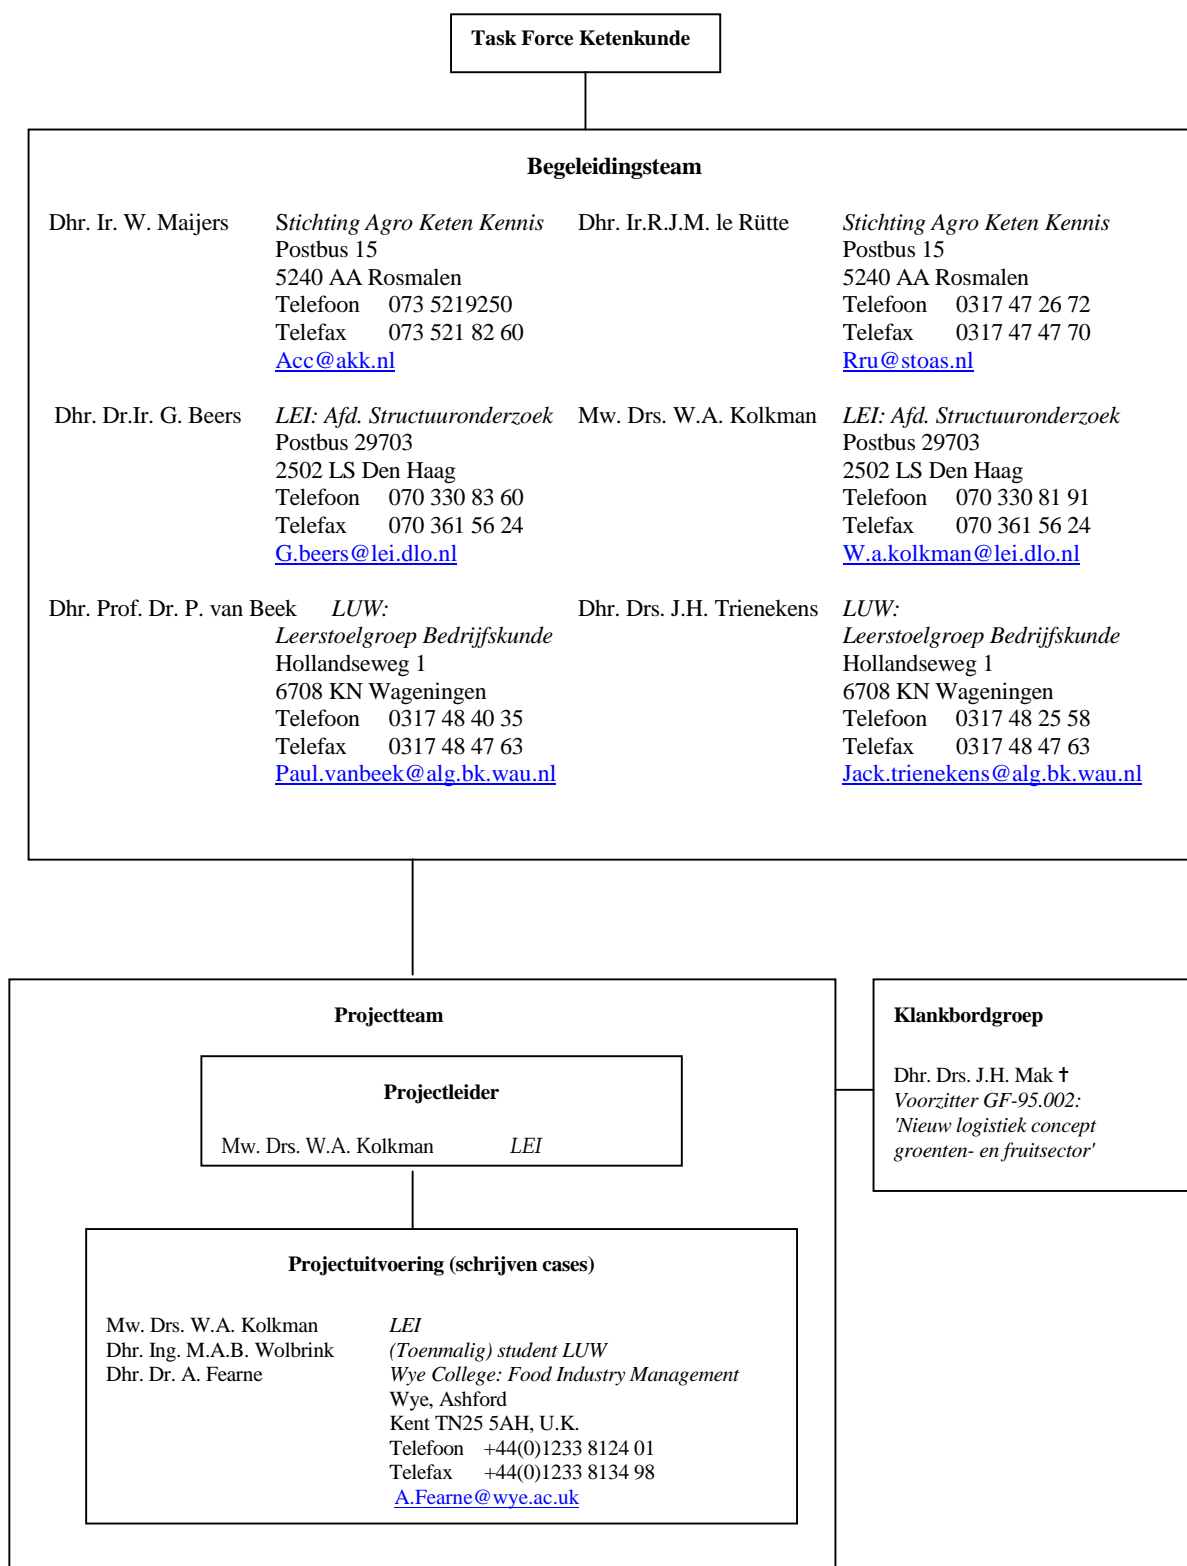 Task Force Ketenkunde
Begeleidingsteam
Dhr. Ir. W. Maijers Stichting Agro Keten Kennis Dhr. Ir.R.J.M. le Rütte Stichting Agro Keten Kennis
Postbus 15 Postbus 15
5240 AA Rosmalen 5240 AA Rosmalen
Telefoon 073 5219250 Telefoon 0317 47 26 72
Telefax 073 521 82 60 Telefax 0317 47 47 70
Acc@akk.nl Rru@stoas.nl
Dhr. Dr.Ir. G. Beers LEI: Afd. Structuuronderzoek Mw. Drs. W.A. Kolkman LEI: Afd. Structuuronderzoek
Postbus 29703 Postbus 29703
2502 LS Den Haag 2502 LS Den Haag
Telefoon 070 330 83 60 Telefoon 070 330 81 91
Telefax 070 361 56 24 Telefax 070 361 56 24
G.beers@lei.dlo.nl W.a.kolkman@lei.dlo.nl
Dhr. Prof. Dr. P. van Beek LUW: Dhr. Drs. J.H. Trienekens LUW:
Leerstoelgroep Bedrijfskunde Leerstoelgroep Bedrijfskunde
Hollandseweg 1 Hollandseweg 1
6708 KN Wageningen 6708 KN Wageningen
Telefoon 0317 48 40 35 Telefoon 0317 48 25 58
Telefax 0317 48 47 63 Telefax 0317 48 47 63
Paul.vanbeek@alg.bk.wau.nl Jack.trienekens@alg.bk.wau.nl
Projectteam
Projectleider
Mw. Drs. W.A. Kolkman LEI
Projectuitvoering (schrijven cases)
Mw. Drs. W.A. Kolkman LEI
Dhr. Ing. M.A.B. Wolbrink (Toenmalig) student LUW
Dhr. Dr. A. Fearne Wye College: Food Industry Management
Wye, Ashford
Kent TN25 5AH, U.K.
Telefoon +44(0)1233 8124 01
Telefax +44(0)1233 8134 98
A.Fearne@wye.ac.uk
Klankbordgroep
Dhr. Drs. J.H. Mak ✝
Voorzitter GF-95.002:
'Nieuw logistiek concept
groenten- en fruitsector'